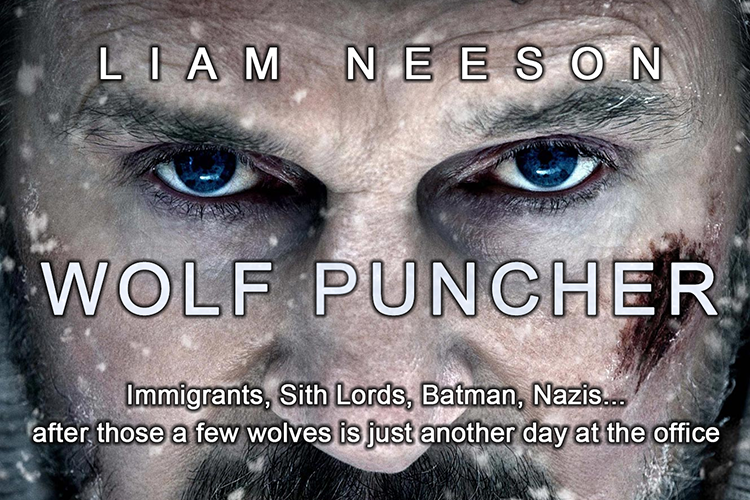 LIAM NEESON
WOLF PUNCHER
Immigrants, Sith Lords, Batman, Nazis...
after those a few wolves is just another day at the office